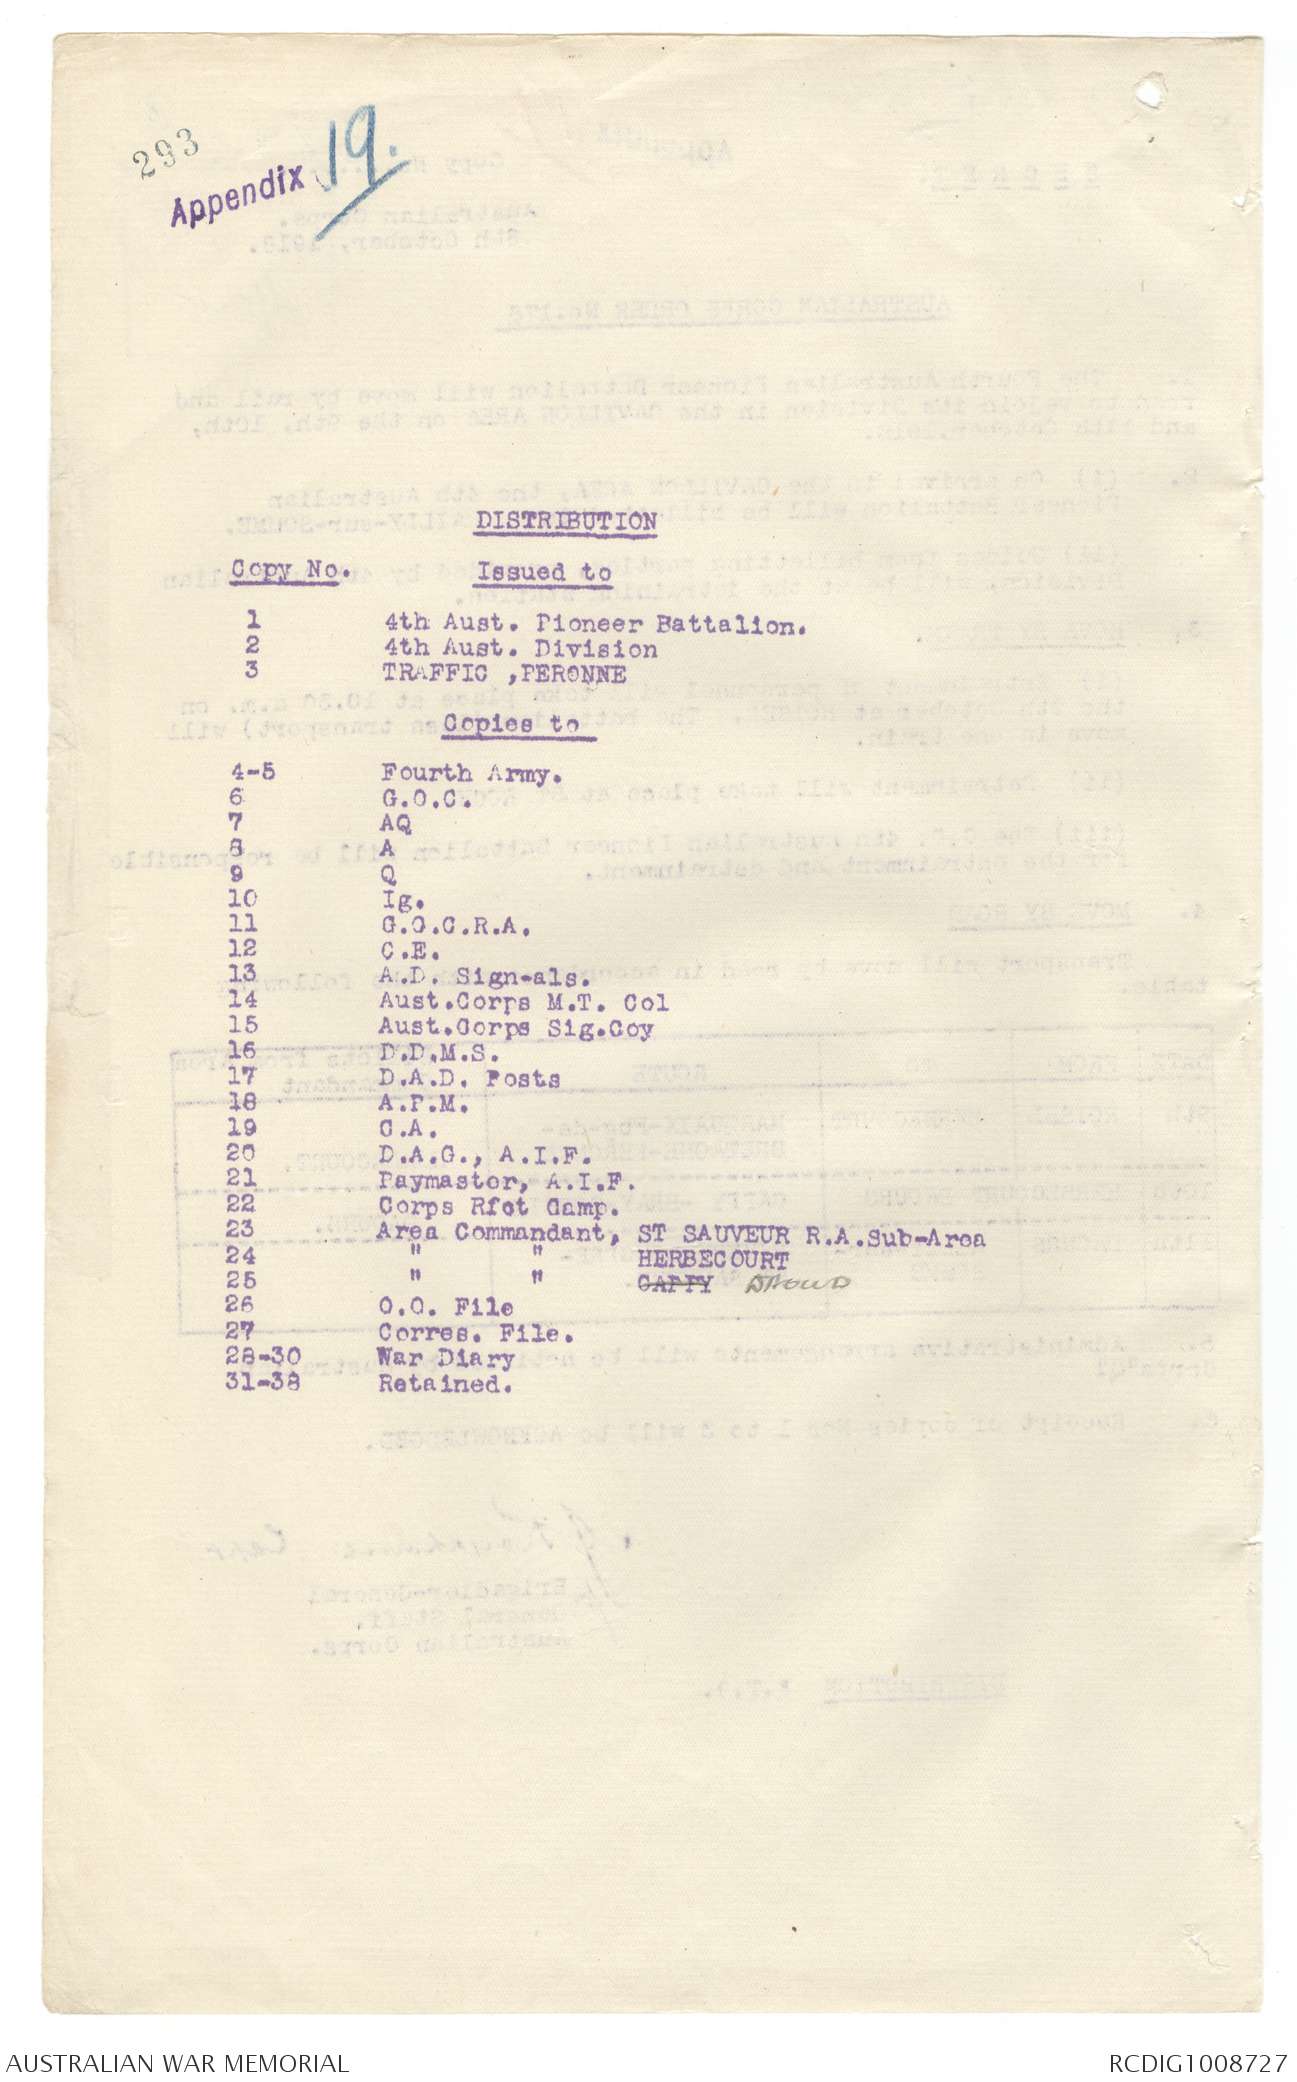 293
Appendix 19.
DISTRIBUTION
Copy No. Issued to
1 4th Aust. Pioneer Battalion.
2 4th Aust. Division
3 TRAFFIC ,PERONNE
Copies to
4-5 Fourth Army.
6 G.O.C.
7 AQ
8 A
9 Q
10 Ig.
11 G.O.C.R.A.
12 C.E.
13 A.D. Sign-als.
14 Aust.Corps M.T. Col
15 Aust.Corps Sig.Coy
16 D.D.M.S.
17 D.A.D. Posts
18 A.P.M.
19 C.A.
20 D.A.G., A.I.F.
21 Paymastor, A.I.F.
22 Corps Rfct Camp.
23 Area Commandant, ST SAUVEUR R.A.Sub-Area
24 " " HERBECOURT
25 " " CAPPY
26 O.O. File
27 Corres. File.
28-30 War Diary
31-38 Retained.
AUSTRALIAN WAR MEMORIAL RCDIG1008727